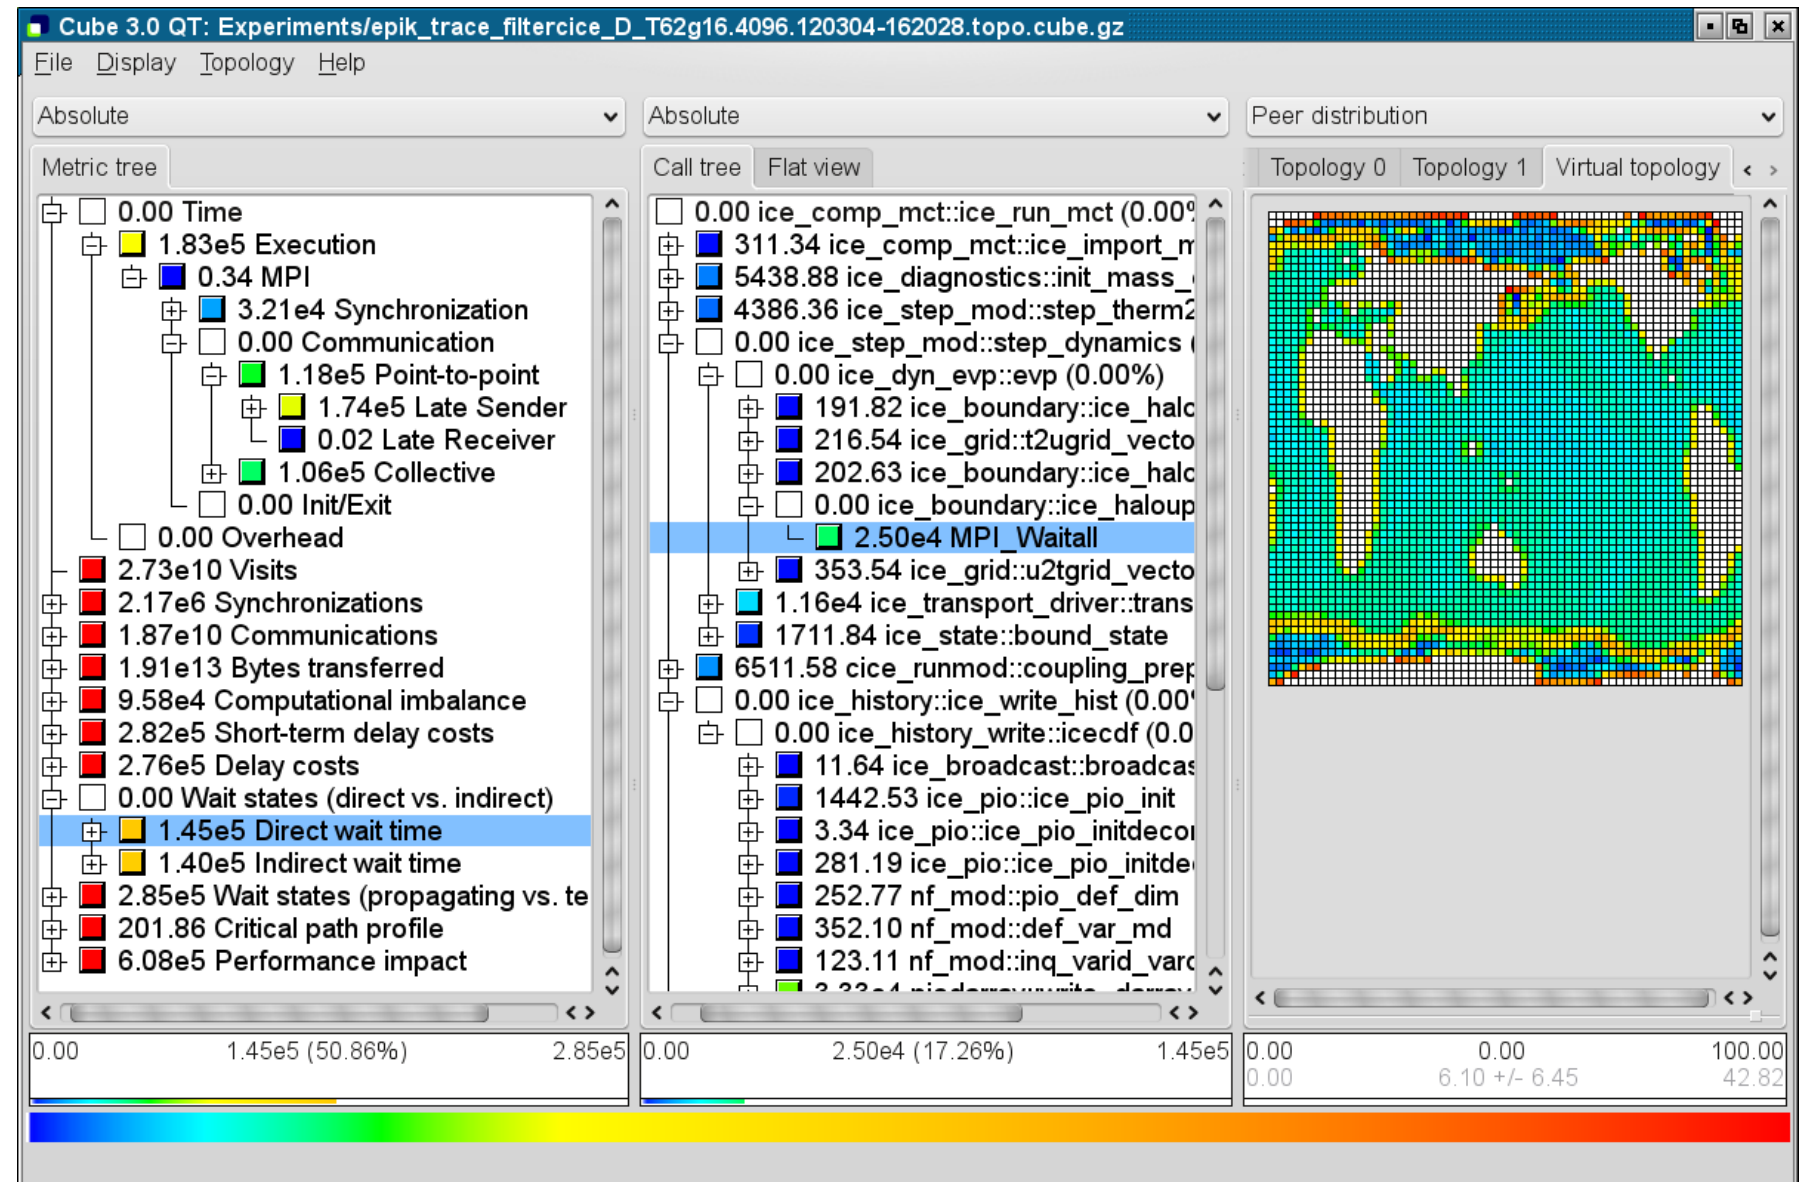 Cube 3.0 QT: Experiments/epik_trace_filtercice_D_T62g16.4096.120304-162028.topo.cube.gz
File Display Topology Help
Absolute
Metric tree
0.00 Time
1.83e5 Execution
0.34 MPI
3.21e4 Synchronization
0.00 Communication
1.18e5 Point-to-point
1.74e5 Late Sender
0.02 Late Receiver
1.06e5 Collective
0.00 Init/Exit
0.00 Overhead
2.73e10 Visits
2.17e6 Synchronizations
1.87e10 Communications
1.91e13 Bytes transferred
9.58e4 Computational imbalance
2.82e5 Short-term delay costs
2.76e5 Delay costs
0.00 Wait states (direct vs. indirect)
1.45e5 Direct wait time
1.40e5 Indirect wait time
2.85e5 Wait states (propagating vs. te
201.86 Critical path profile
6.08e5 Performance impact
0.00 1.45e5 (50.86%) 2.85e5
Absolute
Call tree Flat view
0.00 ice_comp_mct::ice_run_mct (0.00%
311.34 ice_comp_mct::ice_import_m
5438.88 ice_diagnostics::init_mass_
4386.36 ice_step_mod::step_therm2
0.00 ice_step_mod::step_dynamics (
0.00 ice_dyn_evp::evp (0.00%)
191.82 ice_boundary::ice_halo
216.54 ice_grid::t2ugrid_vecto
202.63 ice_boundary::ice_halo
0.00 ice_boundary::ice_haloup
2.50e4 MPI_Waitall
353.54 ice_grid::u2tgrid_vecto
1.16e4 ice_transport_driver::trans
1711.84 ice_state::bound_state
6511.58 cice_runmod::coupling_prep
0.00 ice_history::ice_write_hist (0.00%
0.00 ice_history_write::icecdf (0.0
11.64 ice_broadcast::broadcas
1442.53 ice_pio::ice_pio_init
3.34 ice_pio::ice_pio_initdecor
281.19 ice_pio::ice_pio_initde
252.77 nf_mod::pio_def_dim
352.10 nf_mod::def_var_md
123.11 nf_mod::inq_varid_varo
0.00 2.50e4 (17.26%) 1.45e5
Peer distribution
Topology 0 Topology 1 Virtual topology
0.00 0.00 100.00
0.00 6.10 +/- 6.45 42.82